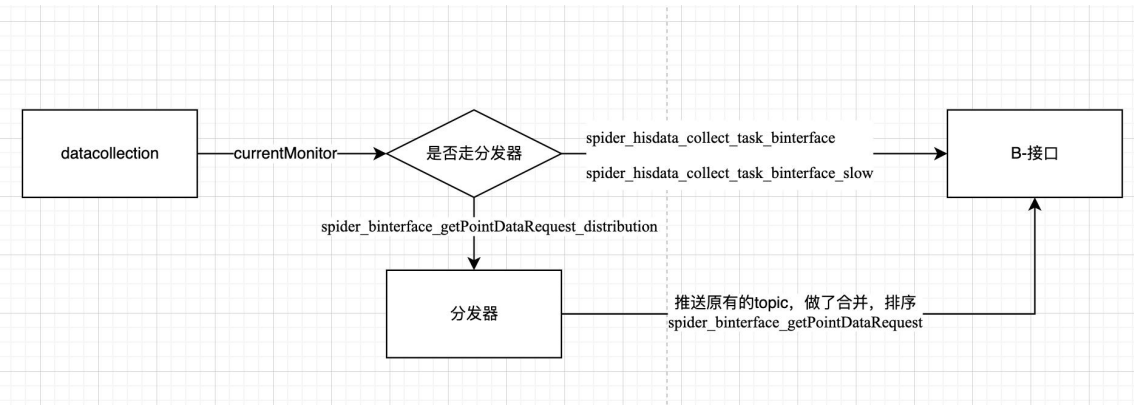 datacollection
currentMonitor
是否走分发器
spider_hisdata_collect_task_binterface
spider_hisdata_collect_task_binterface_slow
B-接口
spider_binterface_getPointDataRequest_distribution
分发器
推送原有的topic，做了合并，排序
spider_binterface_getPointDataRequest